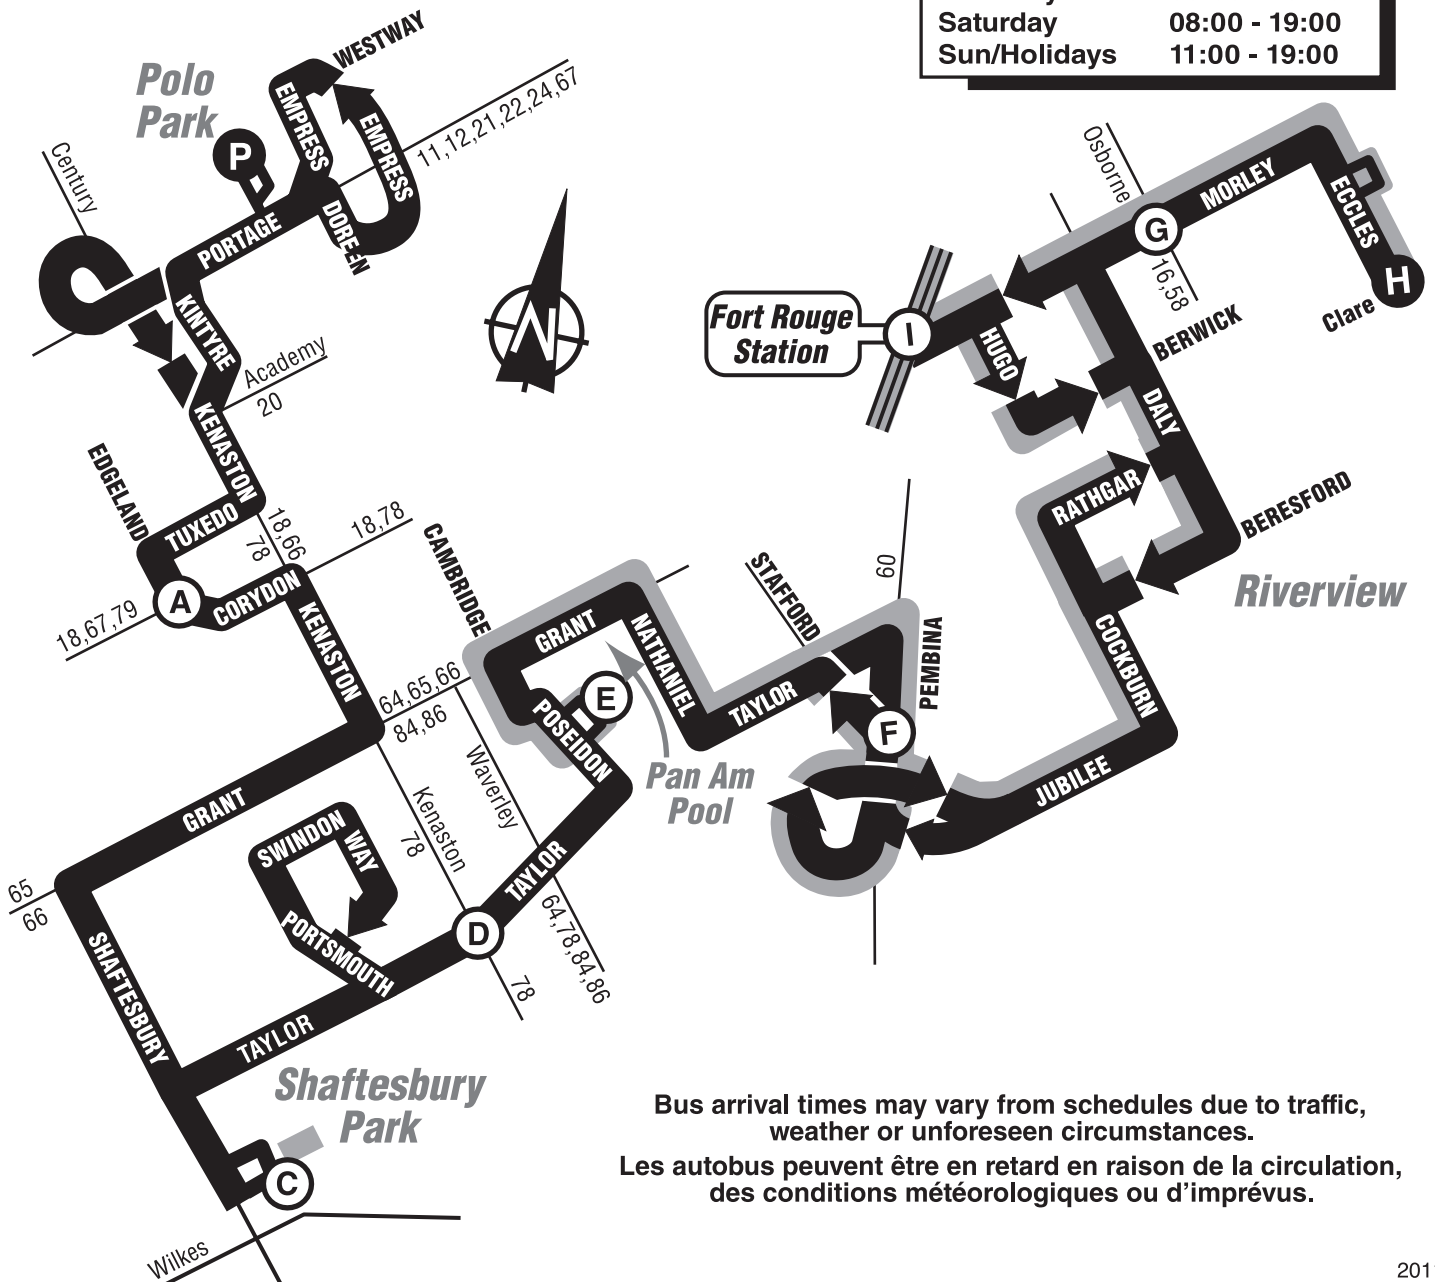 Saturday 08:00 - 19:00
Sun/Holidays 11:00 - 19:00
WESTWAY
Polo
Park
P
EMPRESS
EMPRESS
11,12,21,22,24,67
Century
PORTAGE
DOREEN
KINTYRE
Academy
20
KENASTON
EDGELAND
TUXEDO
18,66
78
18,78
A
CORYDON
18,67,79
KENASTON
N
Osborne
MORLEY
ECCLES
G
16,58
H
Clare
Fort Rouge
Station
I
HUGO
BERWICK
DALY
RATHGAR
BERESFORD
Riverview
COCKBURN
JUBILEE
CAMBRIDGE
GRANT
NATHANIEL
STAFFORD
60
PEMBINA
TAYLOR
F
64,65,66
84,86
E
POSEIDON
Pan Am
Pool
Waverley
Kenaston
78
GRANT
SWINDON
WAY
PORTSMOUTH
65
66
SHAFTESBURY
TAYLOR
D
64,78,84,86
78
TAYLOR
Shaftesbury
Park
C
Wilkes
Bus arrival times may vary from schedules due to traffic,
weather or unforeseen circumstances.
Les autobus peuvent être en retard en raison de la circulation,
des conditions météorologiques ou d’imprévus.
201